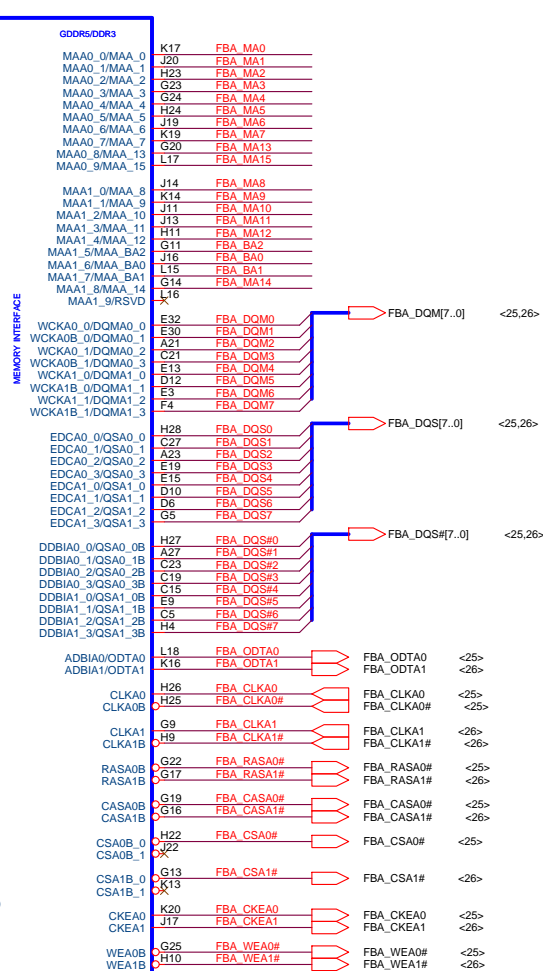 GDDR5/DDR3
MEMORY INTERFACE
MAA0_0/MAA_0 K17 FBA_MA0
MAA0_1/MAA_1 J20 FBA_MA1
MAA0_2/MAA_2 H23 FBA_MA2
MAA0_3/MAA_3 G23 FBA_MA3
MAA0_4/MAA_4 G24 FBA_MA4
MAA0_5/MAA_5 H24 FBA_MA5
MAA0_6/MAA_6 J19 FBA_MA6
MAA0_7/MAA_7 K19 FBA_MA7
MAA0_8/MAA_13 G20 FBA_MA13
MAA0_9/MAA_15 L17 FBA_MA15
MAA1_0/MAA_8 J14 FBA_MA8
MAA1_1/MAA_9 K14 FBA_MA9
MAA1_2/MAA_10 J11 FBA_MA10
MAA1_3/MAA_11 J13 FBA_MA11
MAA1_4/MAA_12 H11 FBA_MA12
MAA1_5/MAA_BA2 G11 FBA_BA2
MAA1_6/MAA_BA0 J16 FBA_BA0
MAA1_7/MAA_BA1 L15 FBA_BA1
MAA1_8/MAA_14 G14 FBA_MA14
MAA1_9/RSVD L16
FBA_DQM[7..0] <25,26>
WCKA0_0/DQMA0_0 E32 FBA_DQM0
WCKA0B_0/DQMA0_1 E30 FBA_DQM1
WCKA0_1/DQMA0_2 A21 FBA_DQM2
WCKA0B_1/DQMA0_3 C21 FBA_DQM3
WCKA1_0/DQMA1_0 E13 FBA_DQM4
WCKA1B_0/DQMA1_1 D12 FBA_DQM5
WCKA1_1/DQMA1_2 E3 FBA_DQM6
WCKA1B_1/DQMA1_3 F4 FBA_DQM7
FBA_DQS[7..0] <25,26>
EDCA0_0/QSA0_0 H28 FBA_DQS0
EDCA0_1/QSA0_1 C27 FBA_DQS1
EDCA0_2/QSA0_2 A23 FBA_DQS2
EDCA0_3/QSA0_3 E19 FBA_DQS3
EDCA1_0/QSA1_0 E15 FBA_DQS4
EDCA1_1/QSA1_1 D10 FBA_DQS5
EDCA1_2/QSA1_2 D6 FBA_DQS6
EDCA1_3/QSA1_3 G5 FBA_DQS7
FBA_DQS#[7..0] <25,26>
DDBIA0_0/QSA0_0B H27 FBA_DQS#0
DDBIA0_1/QSA0_1B A27 FBA_DQS#1
DDBIA0_2/QSA0_2B C23 FBA_DQS#2
DDBIA0_3/QSA0_3B C19 FBA_DQS#3
DDBIA1_0/QSA1_0B C15 FBA_DQS#4
DDBIA1_1/QSA1_1B E9 FBA_DQS#5
DDBIA1_2/QSA1_2B C5 FBA_DQS#6
DDBIA1_3/QSA1_3B H4 FBA_DQS#7
ADBIA0/ODTA0 L18 FBA_ODTA0 FBA_ODTA0 <25>
ADBIA1/ODTA1 K16 FBA_ODTA1 FBA_ODTA1 <26>
CLKA0 H26 FBA_CLKA0 FBA_CLKA0 <25>
CLKA0B H25 FBA_CLKA0# FBA_CLKA0# <25>
CLKA1 G9 FBA_CLKA1 FBA_CLKA1 <26>
CLKA1B H9 FBA_CLKA1# FBA_CLKA1# <26>
RASA0B G22 FBA_RASA0# FBA_RASA0# <25>
RASA1B G17 FBA_RASA1# FBA_RASA1# <26>
CASA0B G19 FBA_CASA0# FBA_CASA0# <25>
CASA1B G16 FBA_CASA1# FBA_CASA1# <26>
CSA0B_0 H22 FBA_CSA0# FBA_CSA0# <25>
CSA0B_1 J22
CSA1B_0 G13 FBA_CSA1# FBA_CSA1# <26>
CSA1B_1 K13
CKEA0 K20 FBA_CKEA0 FBA_CKEA0 <25>
CKEA1 J17 FBA_CKEA1 FBA_CKEA1 <26>
WEA0B G25 FBA_WEA0# FBA_WEA0# <25>
WEA1B H10 FBA_WEA1# FBA_WEA1# <26>